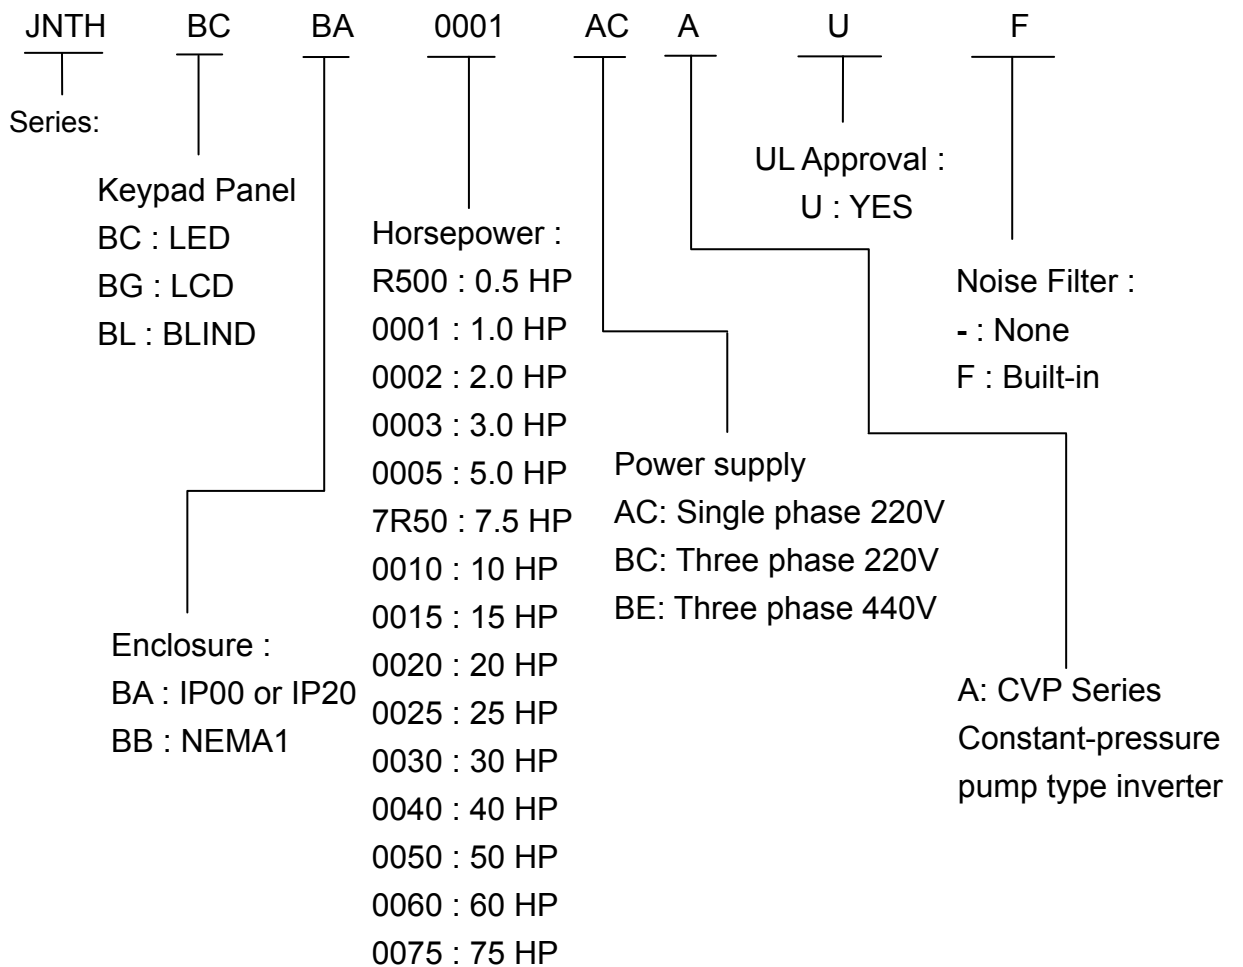 JNTH BC BA 0001 AC A U F
Series:
Keypad Panel
BC : LED
BG : LCD
BL : BLIND
Enclosure :
BA : IP00 or IP20
BB : NEMA1
Horsepower :
R500 : 0.5 HP
0001 : 1.0 HP
0002 : 2.0 HP
0003 : 3.0 HP
0005 : 5.0 HP
7R50 : 7.5 HP
0010 : 10 HP
0015 : 15 HP
0020 : 20 HP
0025 : 25 HP
0030 : 30 HP
0040 : 40 HP
0050 : 50 HP
0060 : 60 HP
0075 : 75 HP
Power supply
AC: Single phase 220V
BC: Three phase 220V
BE: Three phase 440V
A: CVP Series
Constant-pressure
pump type inverter
UL Approval :
U : YES
Noise Filter :
- : None
F : Built-in